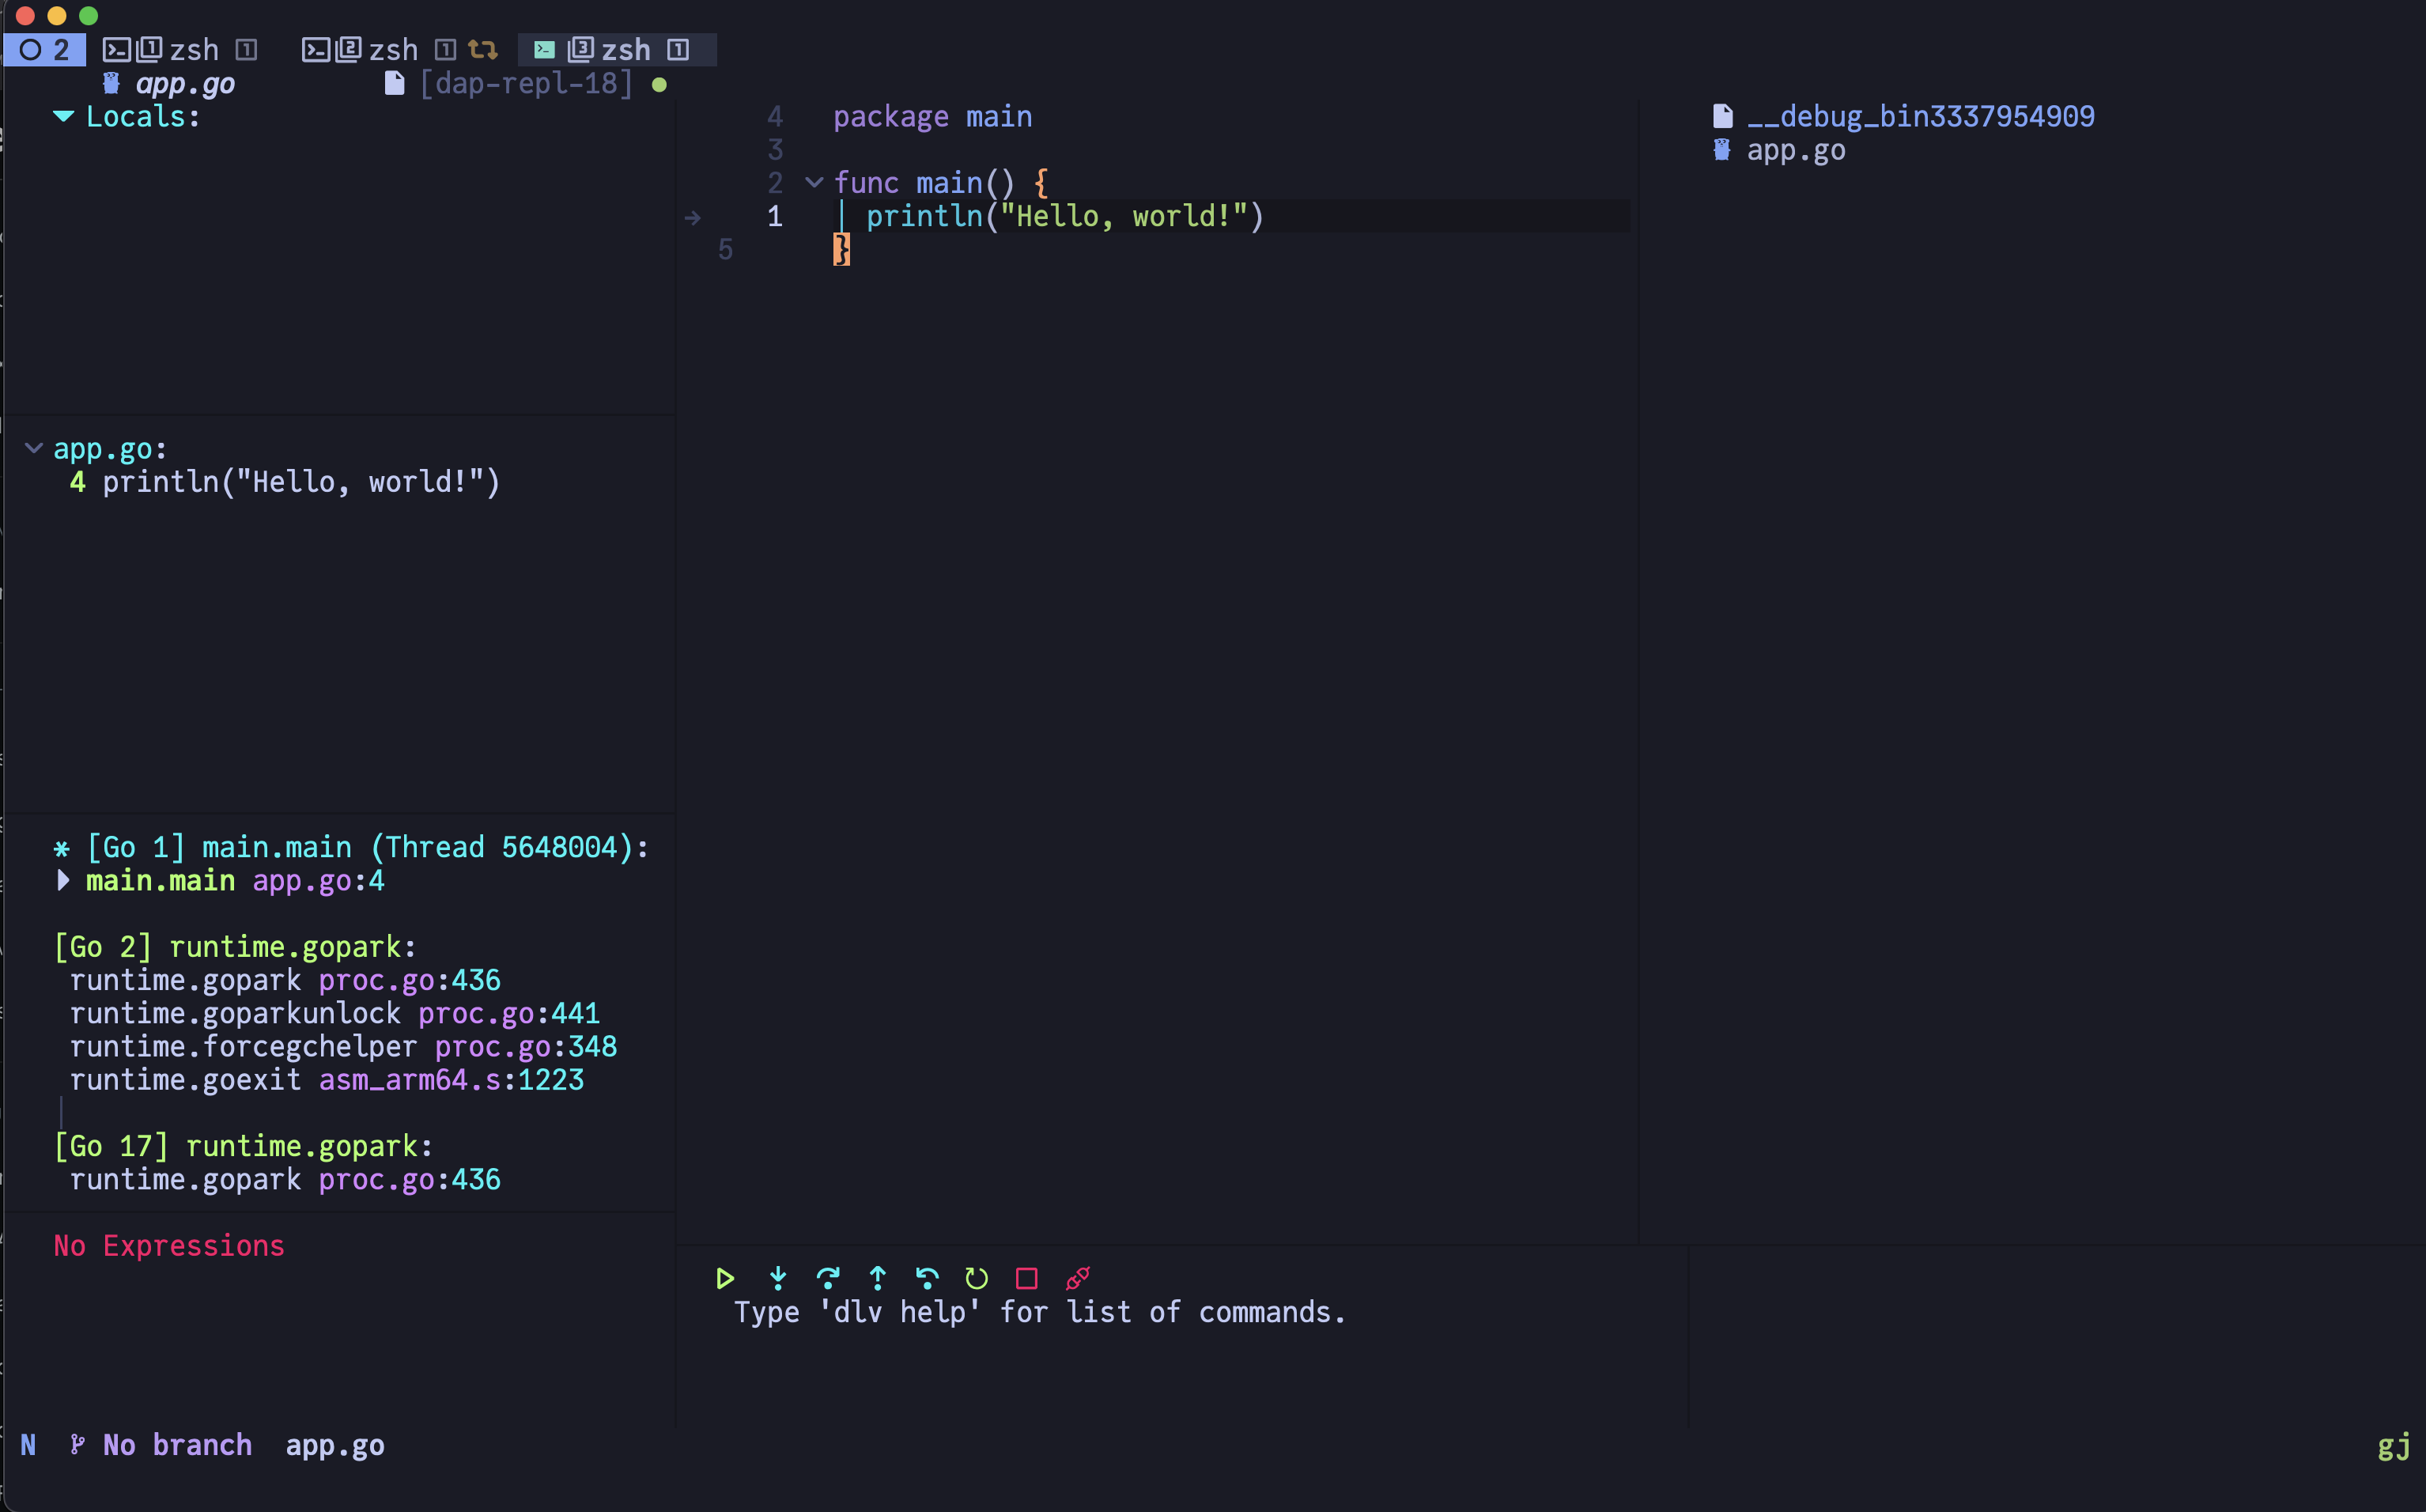 2 1 zsh 1 2 zsh 1 3 zsh 1
app.go [dap-repl-18]
Locals:
app.go:
4 println("Hello, world!")
* [Go 1] main.main (Thread 5648004):
main.main app.go:4
[Go 2] runtime.gopark:
runtime.gopark proc.go:436
runtime.goparkunlock proc.go:441
runtime.forcegchelper proc.go:348
runtime.goexit asm_arm64.s:1223
[Go 17] runtime.gopark:
runtime.gopark proc.go:436
No Expressions
4 package main
3
2 func main() {
1 println("Hello, world!")
5 }
__debug_bin3337954909
app.go
Type 'dlv help' for list of commands.
N No branch app.go gj